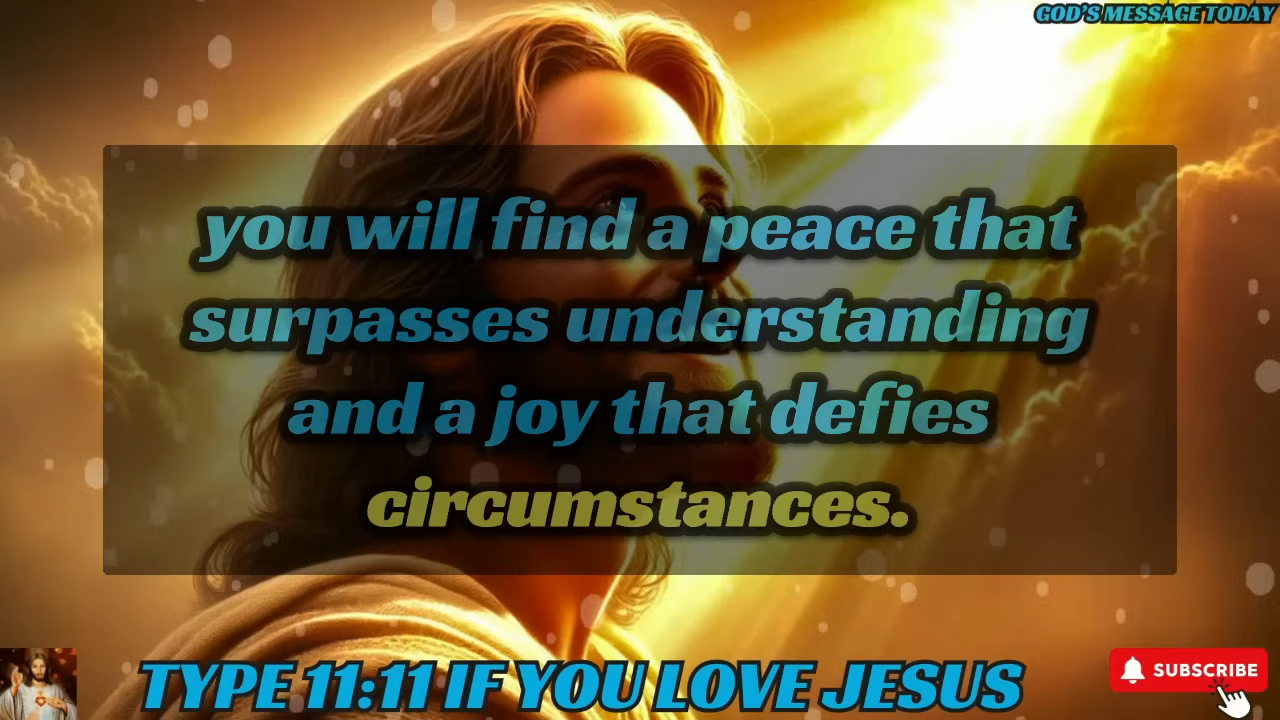 GOD'S MESSAGE TODAY
you will find a peace that
surpasses understanding
and a joy that defies
circumstances.
TYPE 11:11 IF YOU LOVE JESUS
SUBSCRIBE